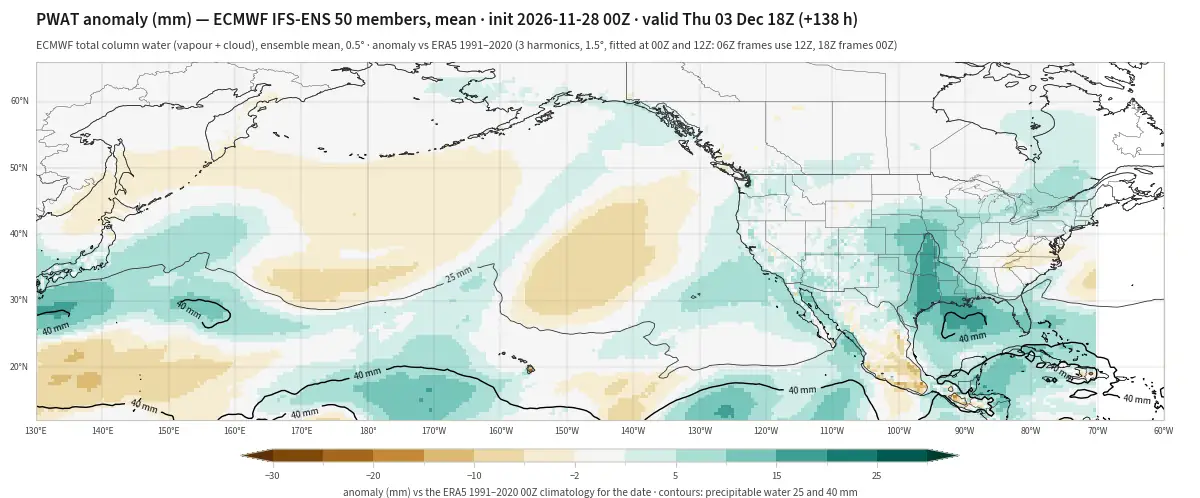 PWAT anomaly (mm) — ECMWF IFS-ENS 50 members, mean · init 2026-11-28 00Z · valid Thu 03 Dec 18Z (+138 h)
ECMWF total column water (vapour + cloud), ensemble mean, 0.5° · anomaly vs ERA5 1991–2020 (3 harmonics, 1.5°, fitted at 00Z and 12Z: 06Z frames use 12Z, 18Z frames 00Z)
60°N
50°N
40°N
30°N
20°N
25 mm
40 mm
40 mm
40 mm
40 mm
40 mm
40 mm
40 mm
40 mm
130°E 140°E 150°E 160°E 170°E 180° 170°W 160°W 150°W 140°W 130°W 120°W 110°W 100°W 90°W 80°W 70°W 60°W
−30 −20 −10 −2 5 15 25
anomaly (mm) vs the ERA5 1991–2020 00Z climatology for the date · contours: precipitable water 25 and 40 mm